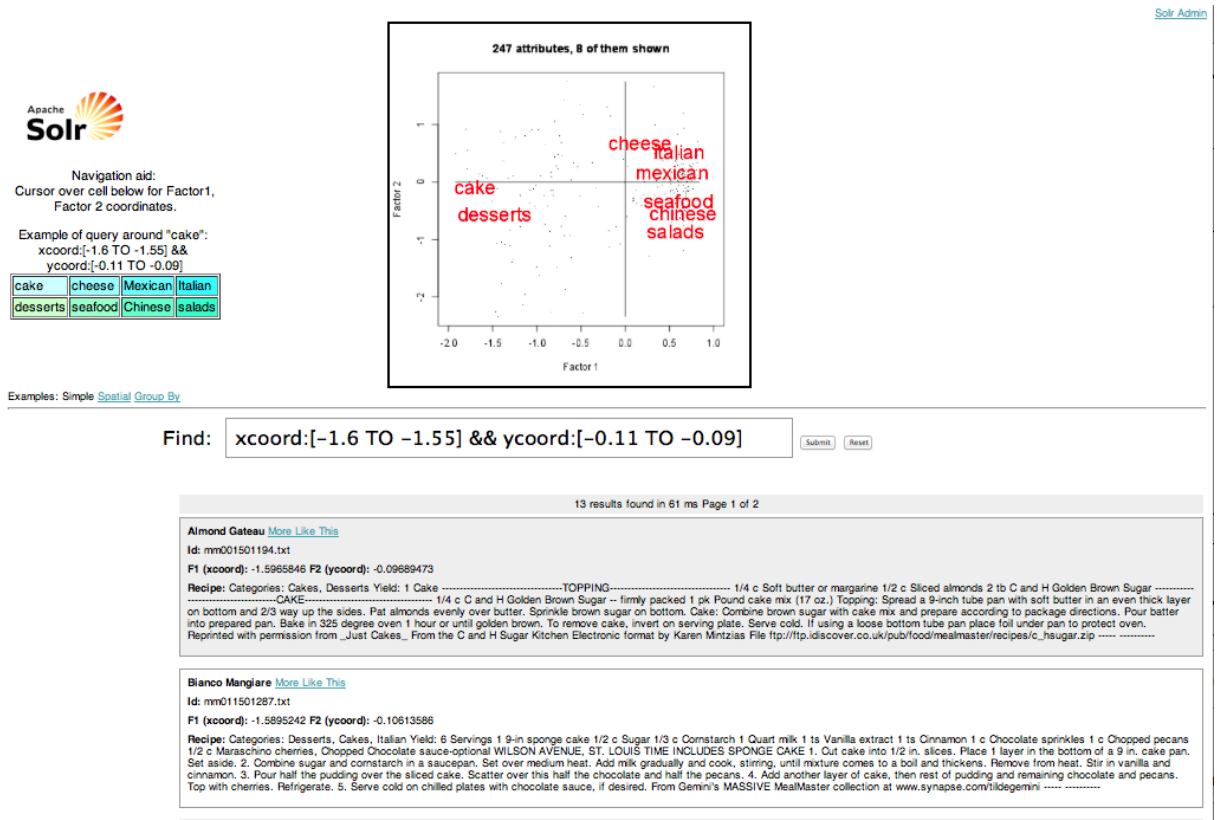 Solr Admin
247 attributes, 8 of them shown
Apache
Solr
Navigation aid:
Cursor over cell below for Factor1,
Factor 2 coordinates.
Example of query around "cake":
xcoord:[-1.6 TO -1.55] &&
ycoord:[-0.11 TO -0.09]
cake cheese Mexican Italian
desserts seafood Chinese salads
Factor 2
1
0
-1
-2
cheese
italian
mexican
cake
seafood
desserts
chinese
salads
-2.0 -1.5 -1.0 -0.5 0.0 0.5 1.0
Factor 1
Examples: Simple Spatial Group By
Find: xcoord:[-1.6 TO -1.55] && ycoord:[-0.11 TO -0.09] Submit Reset
13 results found in 61 ms Page 1 of 2
Almond Gateau More Like This
Id: mm001501194.txt
F1 (xcoord): -1.5965846 F2 (ycoord): -0.09689473
Recipe: Categories: Cakes, Desserts Yield: 1 Cake ---------------------------------TOPPING--------------------------------- 1/4 c Soft butter or margarine 1/2 c Sliced almonds 2 tb C and H Golden Brown Sugar -----------
------------------------CAKE----------------------------------- 1/4 c C and H Golden Brown Sugar -- firmly packed 1 pk Pound cake mix (17 oz.) Topping: Spread a 9-inch tube pan with soft butter in an even thick layer
on bottom and 2/3 way up the sides. Pat almonds evenly over butter. Sprinkle brown sugar on bottom. Cake: Combine brown sugar with cake mix and prepare according to package directions. Pour batter
into prepared pan. Bake in 325 degree oven 1 hour or until golden brown. To remove cake, invert on serving plate. Serve cold. If using a loose bottom tube pan place foil under pan to protect oven.
Reprinted with permission from _Just Cakes_ From the C and H Sugar Kitchen Electronic format by Karen Mintzias File ftp://ftp.idiscover.co.uk/pub/food/mealmaster/recipes/c_hsugar.zip ----- ----------
Bianco Mangiare More Like This
Id: mm011501287.txt
F1 (xcoord): -1.5895242 F2 (ycoord): -0.10613586
Recipe: Categories: Desserts, Cakes, Italian Yield: 6 Servings 1 9-in sponge cake 1/2 c Sugar 1/3 c Cornstarch 1 Quart milk 1 ts Vanilla extract 1 ts Cinnamon 1 c Chocolate sprinkles 1 c Chopped pecans
1/2 c Maraschino cherries, Chopped Chocolate sauce-optional WILSON AVENUE, ST. LOUIS TIME INCLUDES SPONGE CAKE 1. Cut cake into 1/2 in. slices. Place 1 layer in the bottom of a 9 in. cake pan.
Set aside. 2. Combine sugar and cornstarch in a saucepan. Set over medium heat. Add milk gradually and cook, stirring, until mixture comes to a boil and thickens. Remove from heat. Stir in vanilla and
cinnamon. 3. Pour half the pudding over the sliced cake. Scatter over this half the chocolate and half the pecans. 4. Add another layer of cake, then rest of pudding and remaining chocolate and pecans.
Top with cherries. Refrigerate. 5. Serve cold on chilled plates with chocolate sauce, if desired. From Gemini's MASSIVE MealMaster collection at www.synapse.com/tildegemini ----- ----------